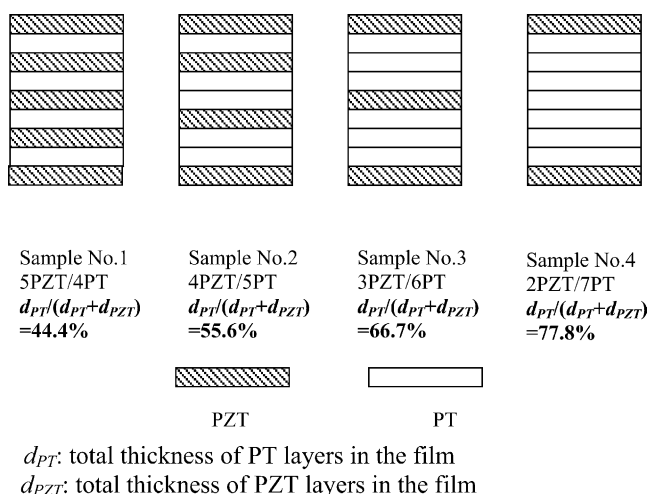 Sample No.1
5PZT/4PT
dPT/(dPT+dPZT)
=44.4%
Sample No.2
4PZT/5PT
dPT/(dPT+dPZT)
=55.6%
Sample No.3
3PZT/6PT
dPT/(dPT+dPZT)
=66.7%
Sample No.4
2PZT/7PT
dPT/(dPT+dPZT)
=77.8%
PZT
PT
dPT: total thickness of PT layers in the film
dPZT: total thickness of PZT layers in the film